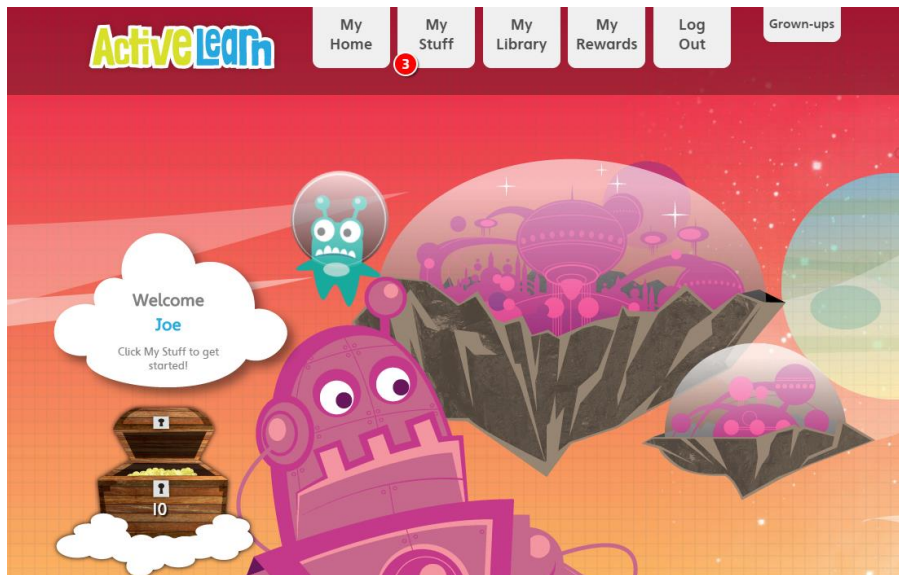 ActiveLearn
My
Home
My
Stuff
3
My
Library
My
Rewards
Log
Out
Grown-ups
Welcome
Joe
Click My Stuff to get
started!
10